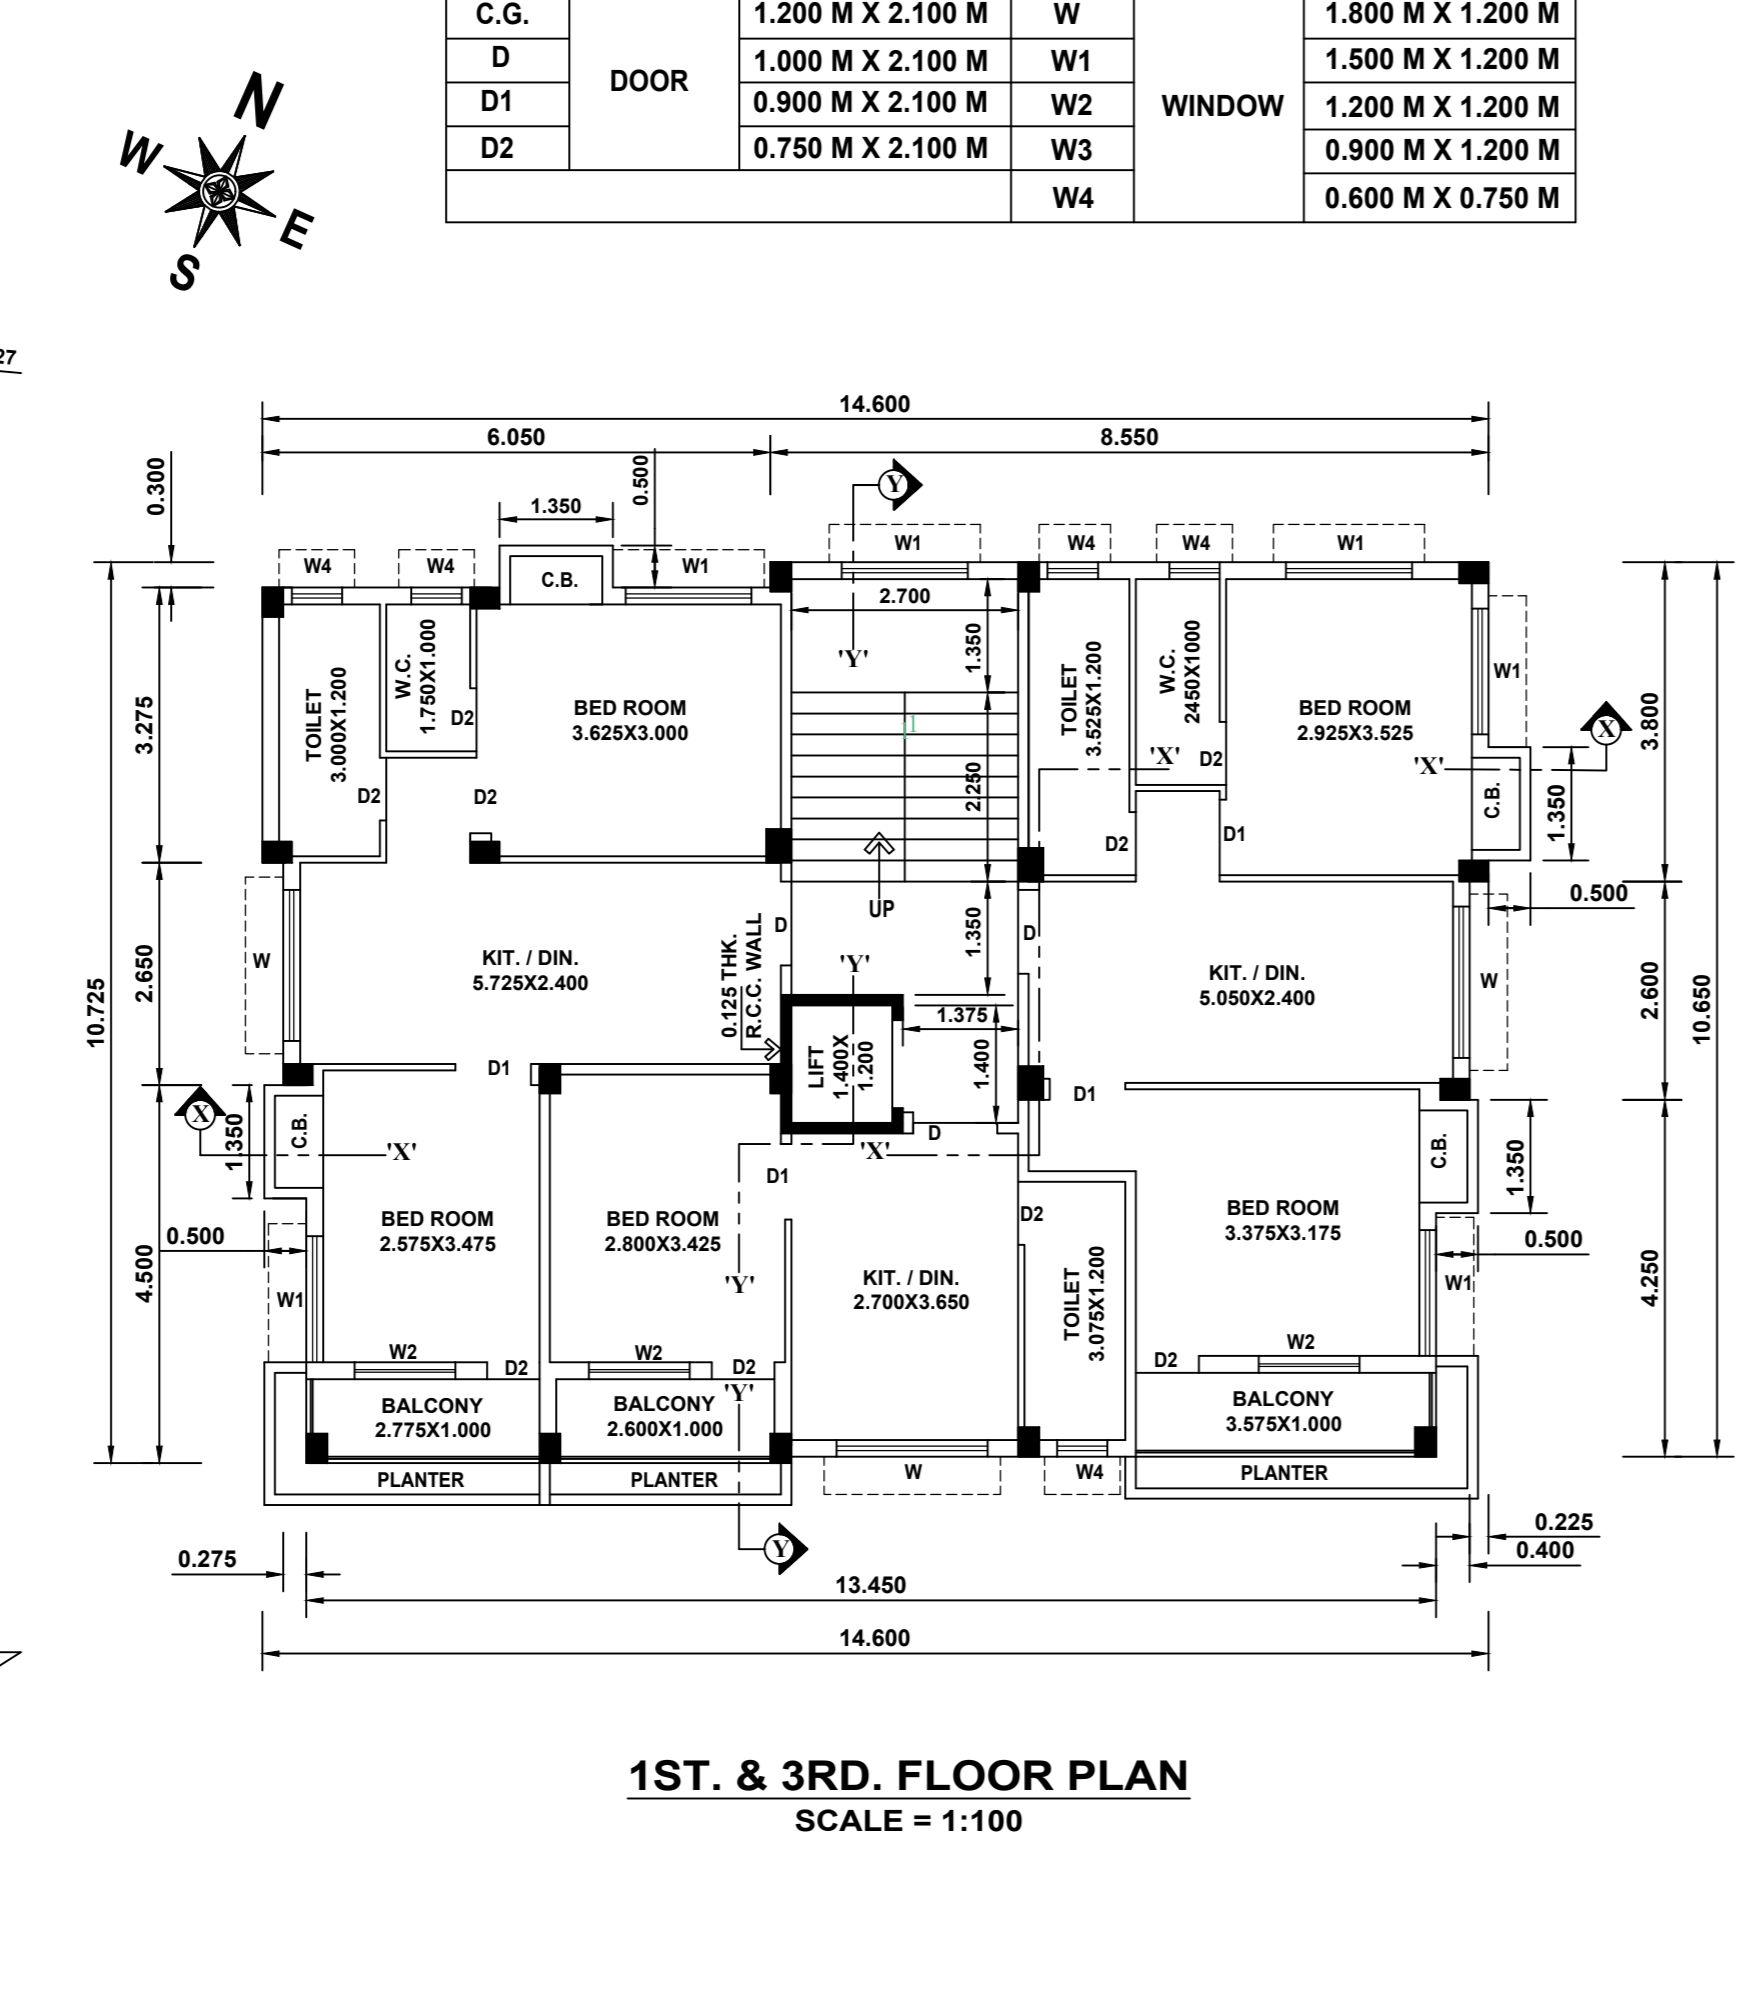 C.G. 1.200 M X 2.100 M W 1.800 M X 1.200 M
D 1.000 M X 2.100 M W1 1.500 M X 1.200 M
DOOR
D1 0.900 M X 2.100 M W2 WINDOW 1.200 M X 1.200 M
D2 0.750 M X 2.100 M W3 0.900 M X 1.200 M
W4 0.600 M X 0.750 M
N
W
E
S
27
14.600
6.050
8.550
0.300
1.350
0.500
Y
W4
W4
C.B.
W1
W1
W4
W4
W1
2.700
1.350
'Y'
TOILET
3.000X1.200
W.C.
1.750X1.000
D2
BED ROOM
3.625X3.000
D2
D2
3.275
10.725
1
2.250
UP
TOILET
3.525X1.200
W.C.
2450X1000
'X'
D2
BED ROOM
2.925X3.525
'X'
W1
X
C.B.
1.350
3.800
10.650
D2
D1
0.500
W
2.650
KIT. / DIN.
5.725X2.400
0.125 THK.
R.C.C. WALL
D
1.350
'Y'
D
KIT. / DIN.
5.050X2.400
W
2.600
1.375
LIFT
1.400X
1.200
1.400
D1
D1
X
C.B.
1.350
'X'
D
'X'
D1
C.B.
1.350
BED ROOM
2.575X3.475
BED ROOM
2.800X3.425
D2
BED ROOM
3.375X3.175
0.500
0.500
4.500
4.250
W1
'Y'
KIT. / DIN.
2.700X3.650
TOILET
3.075X1.200
W1
W2
D2
W2
D2
D2
W2
'Y'
BALCONY
2.775X1.000
BALCONY
2.600X1.000
BALCONY
3.575X1.000
PLANTER
PLANTER
W
W4
PLANTER
Y
0.275
0.225
0.400
13.450
14.600
1ST. & 3RD. FLOOR PLAN
SCALE = 1:100